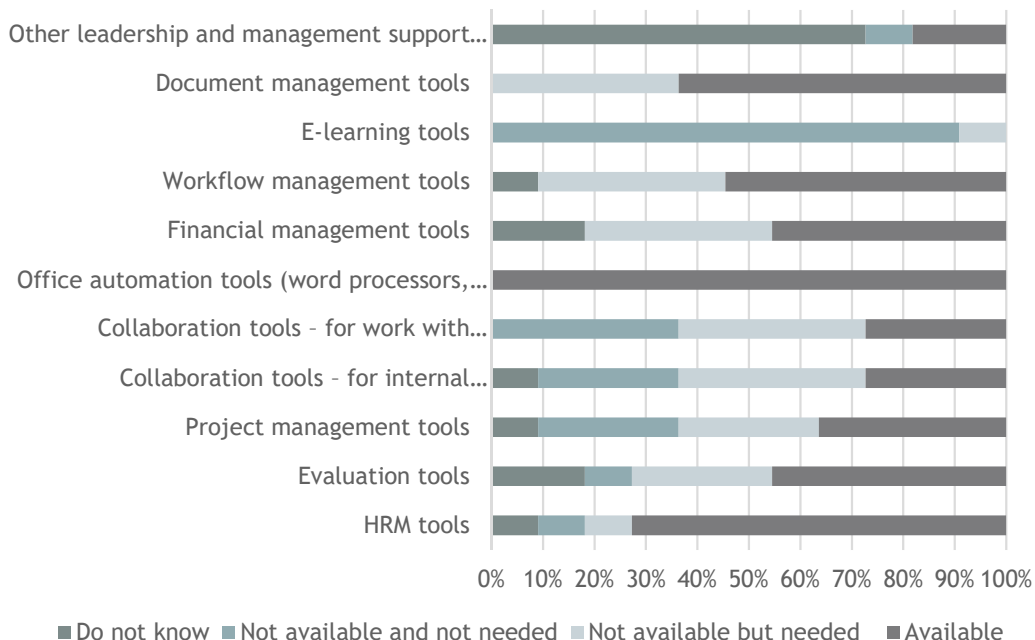 Other leadership and management support…
Document management tools
E-learning tools
Workflow management tools
Financial management tools
Office automation tools (word processors,…
Collaboration tools – for work with…
Collaboration tools – for internal…
Project management tools
Evaluation tools
HRM tools
0% 10% 20% 30% 40% 50% 60% 70% 80% 90% 100%
Do not know Not available and not needed Not available but needed Available